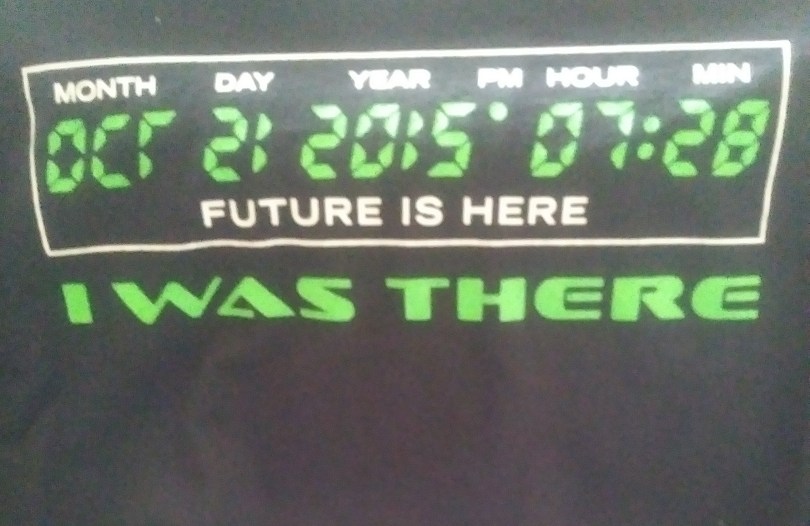 MONTH DAY YEAR PM HOUR MIN
OCT 21 2015 07:28
FUTURE IS HERE
I WAS THERE